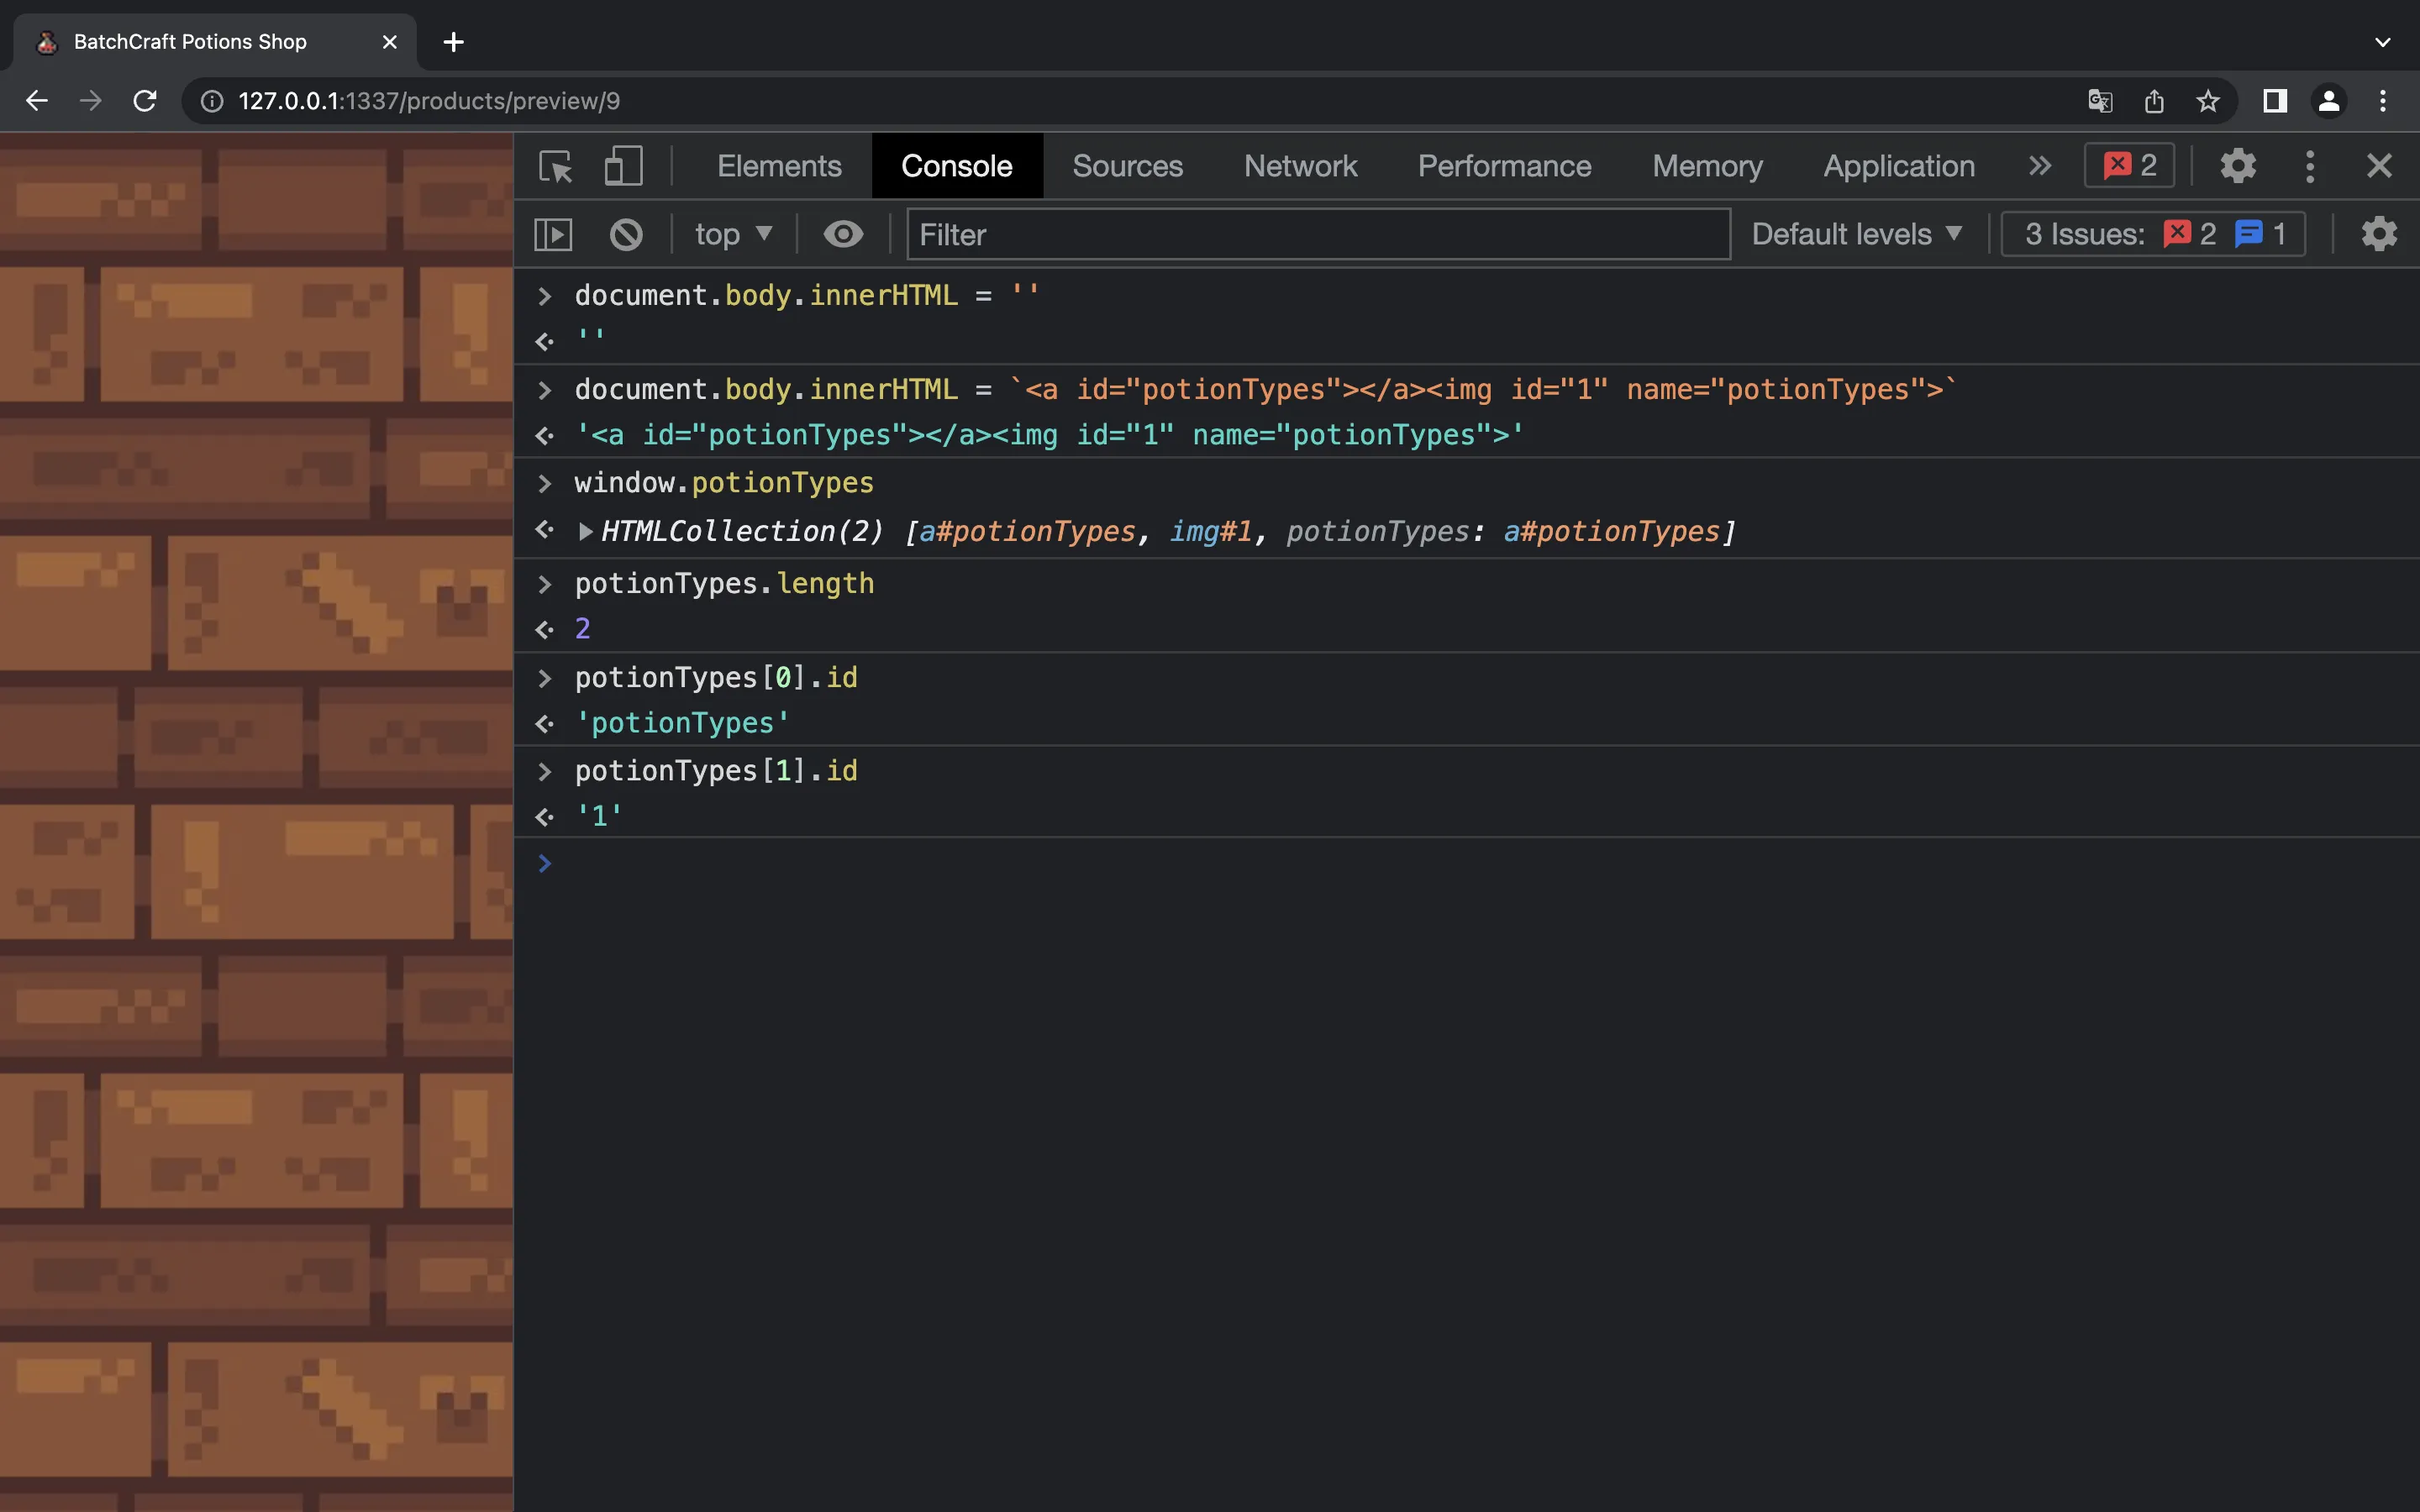 BatchCraft Potions Shop
127.0.0.1:1337/products/preview/9
Elements Console Sources Network Performance Memory Application 2
top Filter Default levels 3 Issues: 2 1
document.body.innerHTML = ''
''
document.body.innerHTML = `<a id="potionTypes"></a><img id="1" name="potionTypes">`
'<a id="potionTypes"></a><img id="1" name="potionTypes">'
window.potionTypes
HTMLCollection(2) [a#potionTypes, img#1, potionTypes: a#potionTypes]
potionTypes.length
2
potionTypes[0].id
'potionTypes'
potionTypes[1].id
'1'